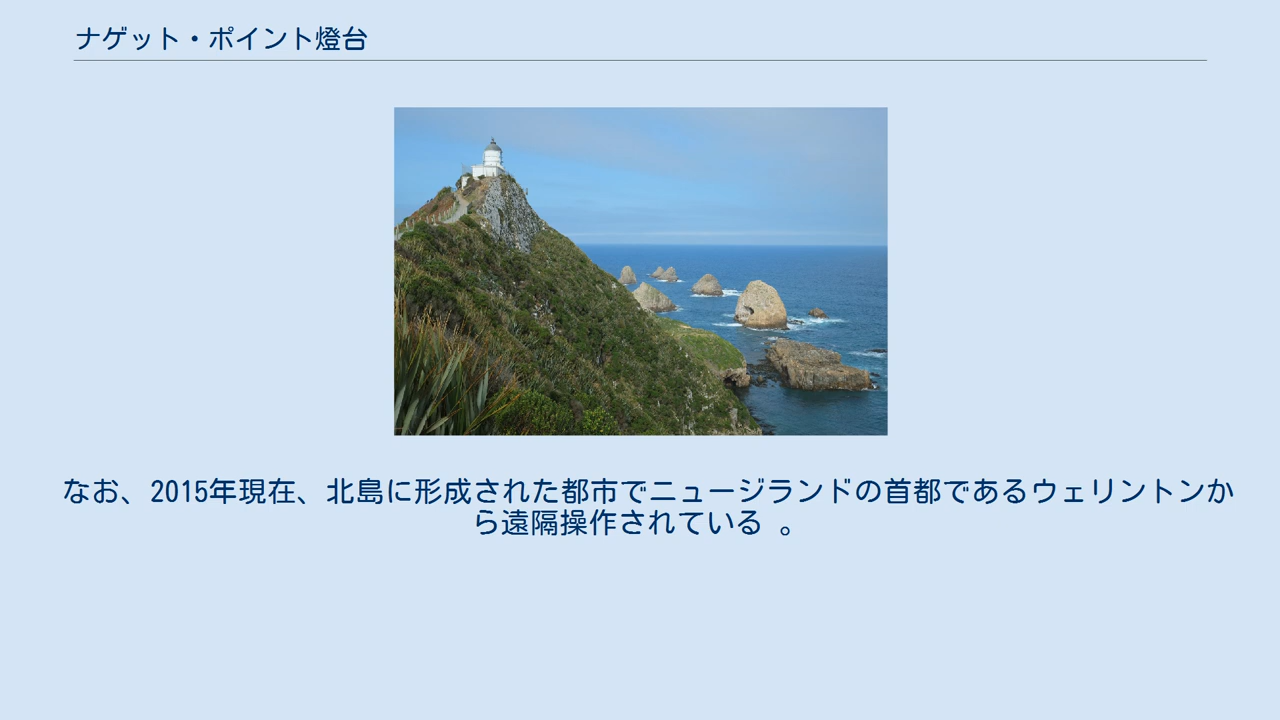 ナゲット・ポイント燈台
なお、2015年現在、北島に形成された都市でニュージランドの首都であるウェリントンか
ら遠隔操作されている 。